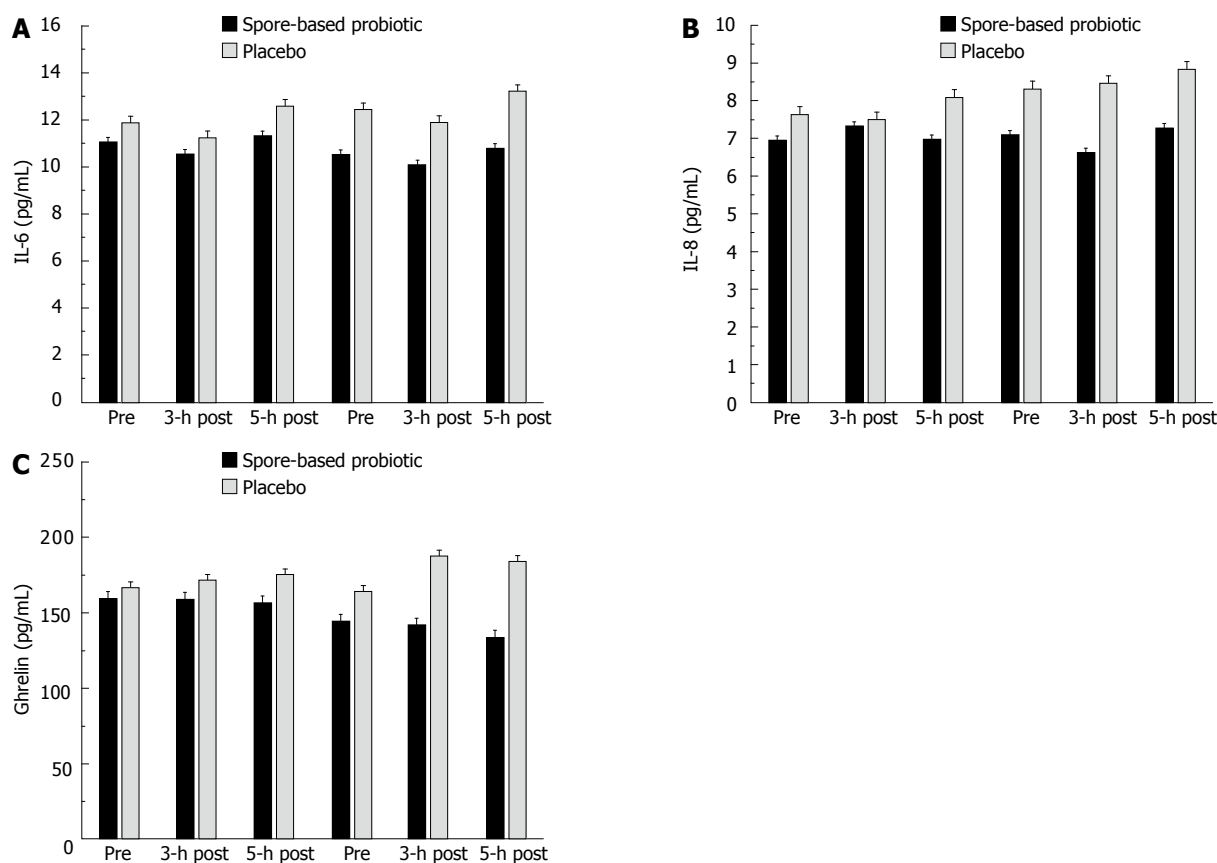 A
Spore-based probiotic
Placebo
IL-6 (pg/mL)
16
14
12
10
12
6
4
2
0
Pre 3-h post 5-h post Pre 3-h post 5-h post
B
Spore-based probiotic
Placebo
IL-8 (pg/mL)
10
9
8
7
6
5
4
3
2
1
0
Pre 3-h post 5-h post Pre 3-h post 5-h post
C
Spore-based probiotic
Placebo
Ghrelin (pg/mL)
250
200
150
100
50
0
Pre 3-h post 5-h post Pre 3-h post 5-h post